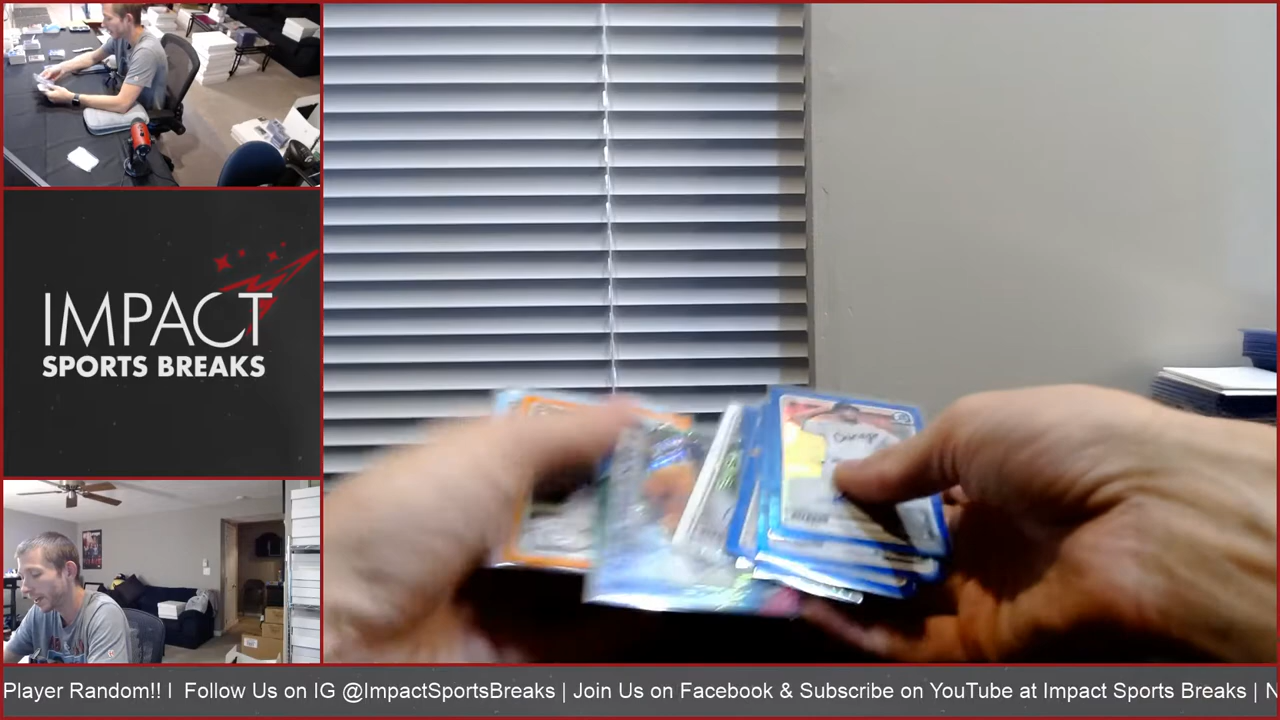 IMPACT
SPORTS BREAKS
Chicago
Player Random!! I Follow Us on IG @ImpactSportsBreaks | Join Us on Facebook & Subscribe on YouTube at Impact Sports Breaks | N